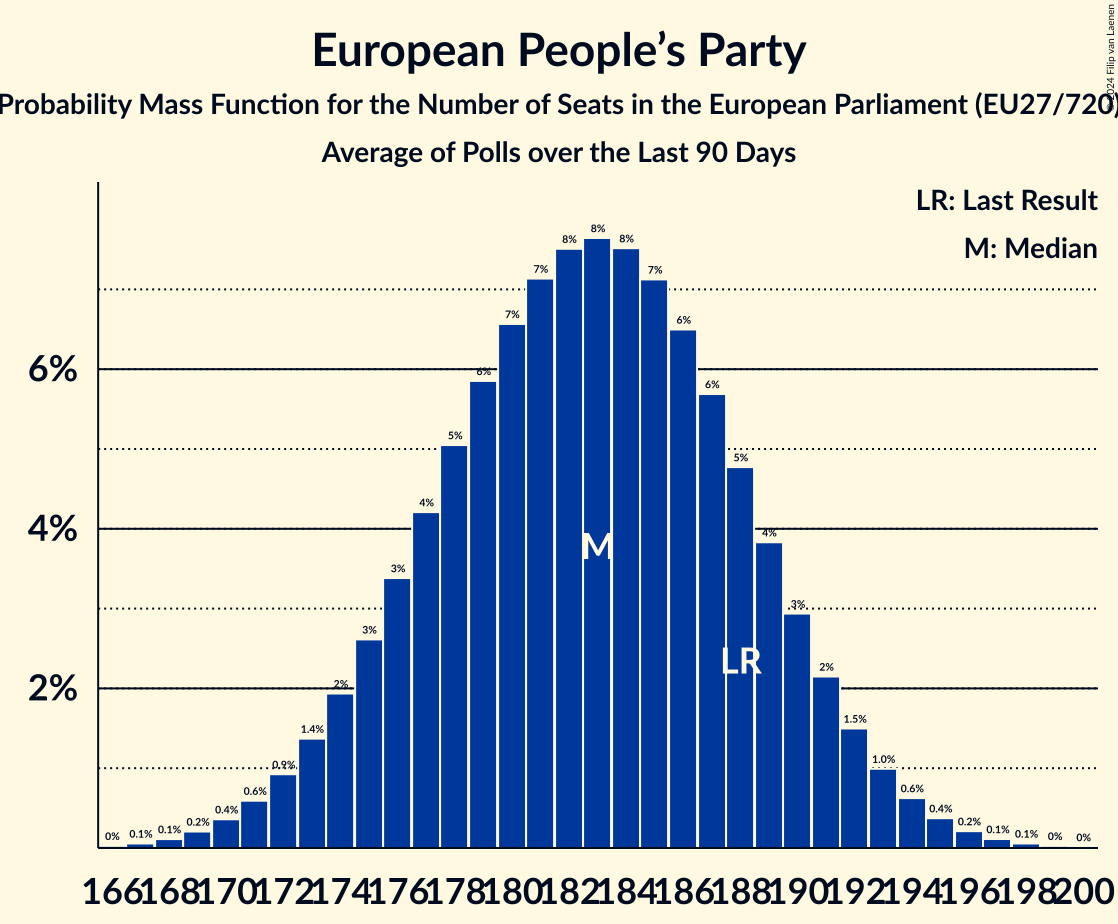 European People's Party
Probability Mass Function for the Number of Seats in the European Parliament (EU27/720)
Average of Polls over the Last 90 Days
©2024 Filip van Laenen
LR: Last Result
M: Median
6%
4%
2%
0% 0.1% 0.1% 0.2% 0.4% 0.6% 0.9% 1.4% 2% 3% 3% 4% 5% 6% 7% 7% 8% 8% 8% 7% 6% 6% 5% 4% 3% 2% 1.5% 1.0% 0.6% 0.4% 0.2% 0.1% 0.1% 0% 0%
M
LR
166 168 170 172 174 176 178 180 182 184 186 188 190 192 194 196 198 200